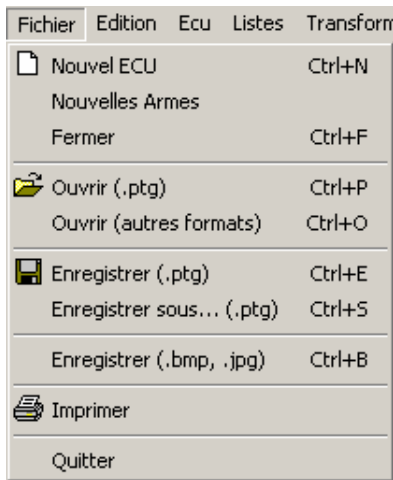 Fichier Edition Ecu Listes Transform
Nouvel ECU Ctrl+N
Nouvelles Armes
Fermer Ctrl+F
Ouvrir (.ptg) Ctrl+P
Ouvrir (autres formats) Ctrl+O
Enregistrer (.ptg) Ctrl+E
Enregistrer sous... (.ptg) Ctrl+S
Enregistrer (.bmp, .jpg) Ctrl+B
Imprimer
Quitter